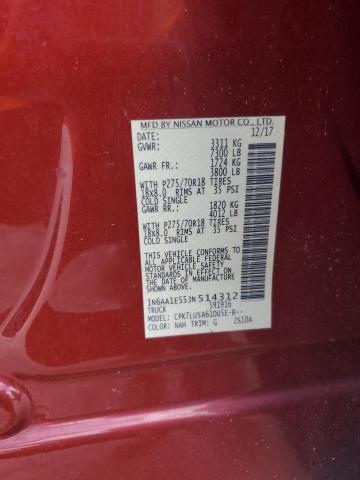 MFD BY NISSAN MOTOR CO., LTD.
DATE: 12/17
GVWR: 3311 KG
7300 LB
GAWR FR.: 1724 KG
3800 LB
WITH P275/70R18 TIRES
18x8.0 RIMS AT 35 PSI
COLD SINGLE
GAWR RR.: 1820 KG
4012 LB
WITH P275/70R18 TIRES
18x8.0 RIMS AT 35 PSI
COLD SINGLE
THIS VEHICLE CONFORMS TO ALL
APPLICABLE FEDERAL MOTOR VEHICLE
SAFETY STANDARDS IN EFFECT ON
THE DATE OF MANUFACTURE SHOWN
ABOVE.
1N6AA1E55JN514312
TRUCK 591916
MODEL: CPK7LUSA61DU5E-B--
COLOR: NAH TRIM: G 2S10A